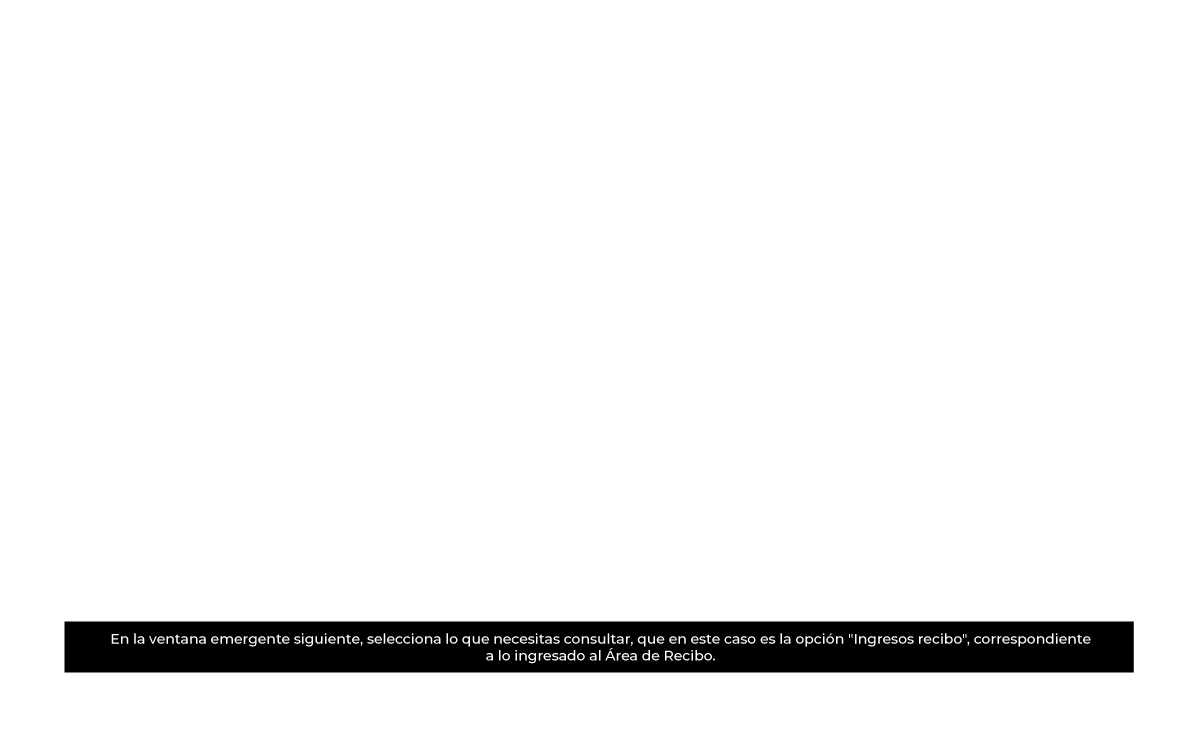 En la ventana emergente siguiente, selecciona lo que necesitas consultar, que en este caso es la opción "Ingresos recibo", correspondiente
a lo ingresado al Área de Recibo.